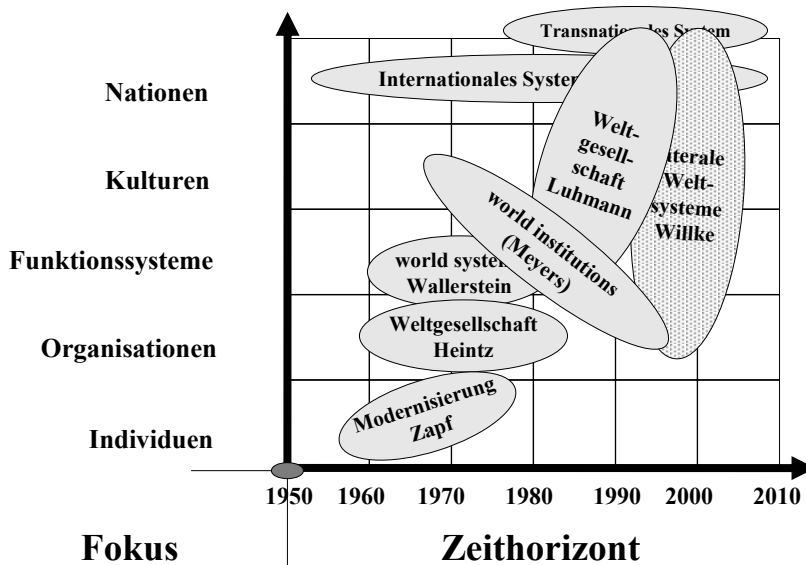 Transnationales System
Internationales System
Nationen
Welt-
gesell-
schaft
Luhmann
Welt-
systeme
Willke
Kulturen
world institutions
(Meyers)
Funktionssysteme
world system
Wallerstein
Weltgesellschaft
Heintz
Organisationen
Modernisierung
Zapf
Individuen
1950 1960 1970 1980 1990 2000 2010
Fokus Zeithorizont